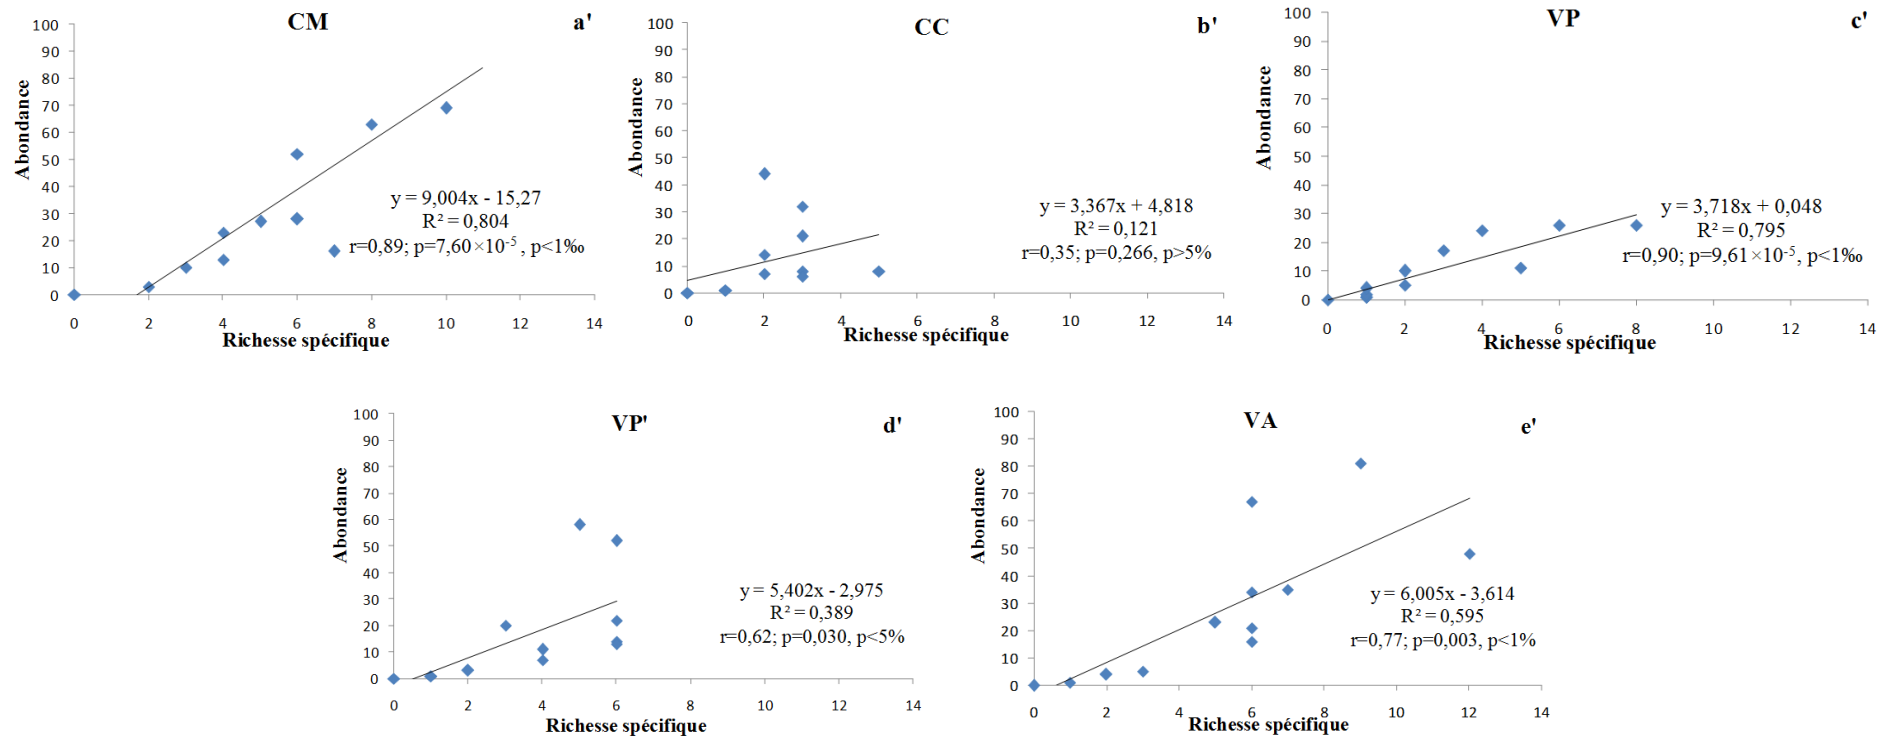 CM
a'
Abondance
100
90
80
70
60
50
40
30
20
10
0
y = 9,004x - 15,27
R² = 0,804
r=0,89; p=7,60×10⁻⁵ , p<1‰
0 2 4 6 8 10 12 14
Richesse spécifique
CC
b'
Abondance
100
90
80
70
60
50
40
30
20
10
0
y = 3,367x + 4,818
R² = 0,121
r=0,35; p=0,266, p>5%
0 2 4 6 8 10 12 14
Richesse spécifique
VP
c'
Abondance
100
90
80
70
60
50
40
30
20
10
0
y = 3,718x + 0,048
R² = 0,795
r=0,90; p=9,61×10⁻⁵, p<1‰
0 2 4 6 8 10 12 14
Richesse spécifique
VP'
d'
Abondance
100
90
80
70
60
50
40
30
20
10
0
y = 5,402x - 2,975
R² = 0,389
r=0,62; p=0,030, p<5%
0 2 4 6 8 10 12 14
Richesse spécifique
VA
e'
Abondance
100
90
80
70
60
50
40
30
20
10
0
y = 6,005x - 3,614
R² = 0,595
r=0,77; p=0,003, p<1%
0 2 4 6 8 10 12 14
Richesse spécifique